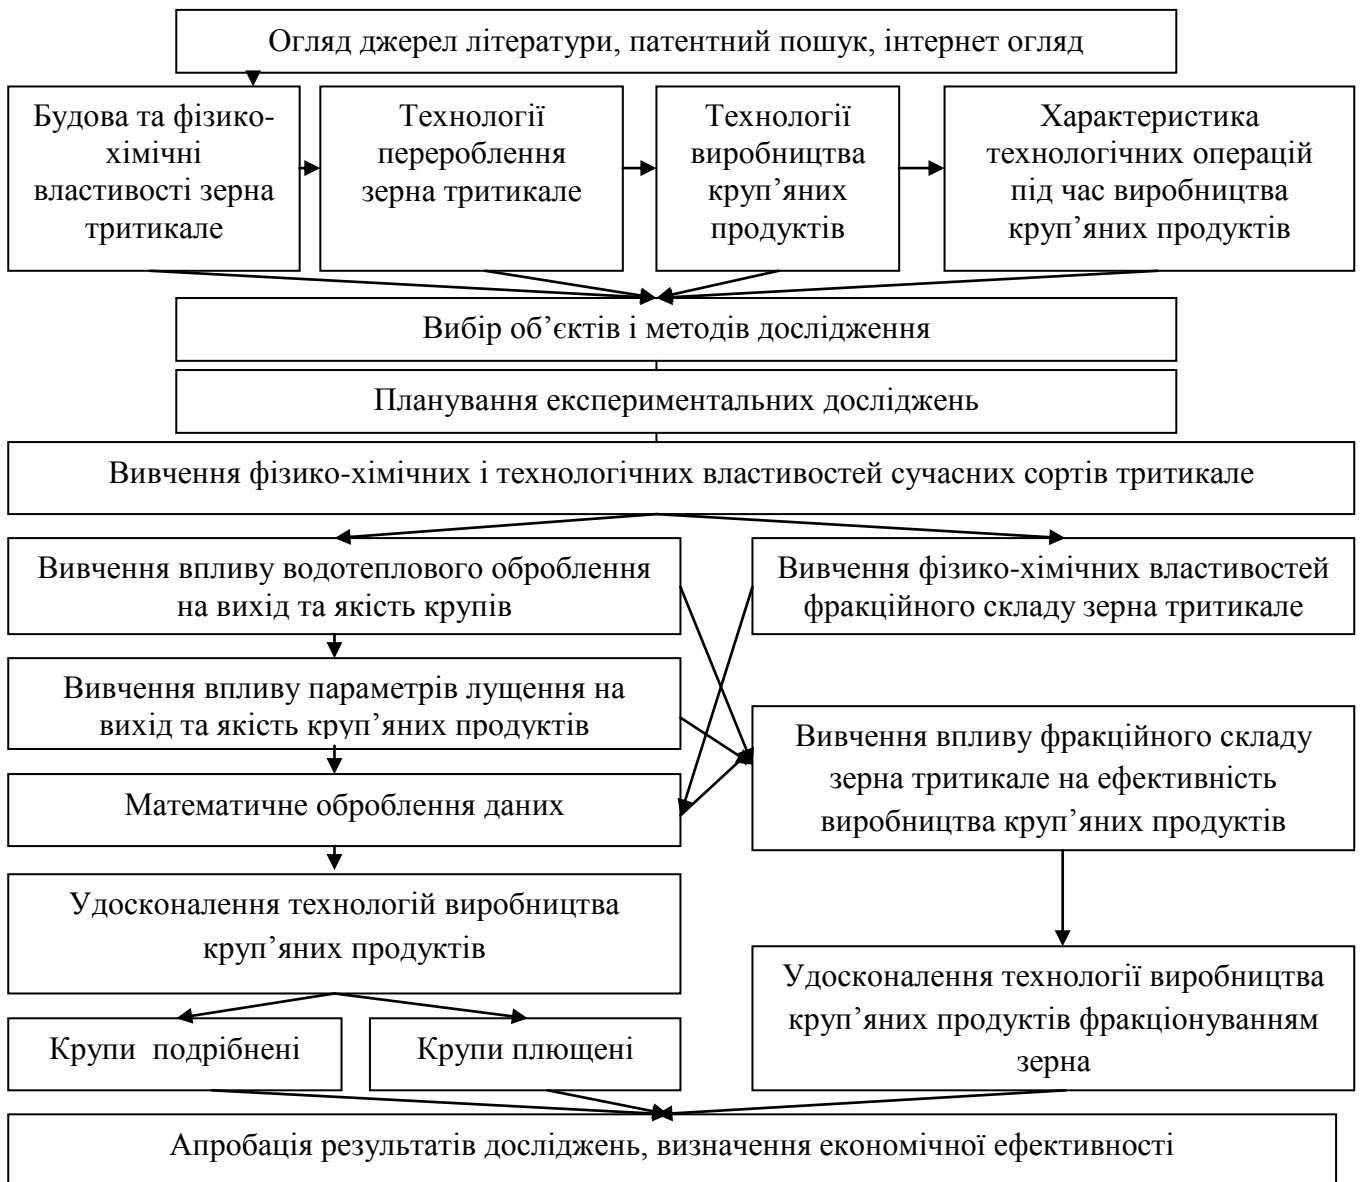 Огляд джерел літератури, патентний пошук, інтернет огляд
Будова та фізико-
хімічні
властивості зерна
тритикале
Технології
перероблення
зерна тритикале
Технології
виробництва
круп’яних
продуктів
Характеристика
технологічних операцій
під час виробництва
круп’яних продуктів
Вибір об’єктів і методів дослідження
Планування експериментальних досліджень
Вивчення фізико-хімічних і технологічних властивостей сучасних сортів тритикале
Вивчення впливу водотеплового оброблення
на вихід та якість крупів
Вивчення фізико-хімічних властивостей
фракційного складу зерна тритикале
Вивчення впливу параметрів лущення на
вихід та якість круп’яних продуктів
Вивчення впливу фракційного складу
зерна тритикале на ефективність
виробництва круп’яних продуктів
Математичне оброблення даних
Удосконалення технологій виробництва
круп’яних продуктів
Удосконалення технології виробництва
круп’яних продуктів фракціонуванням
зерна
Крупи подрібнені
Крупи плющені
Апробація результатів досліджень, визначення економічної ефективності